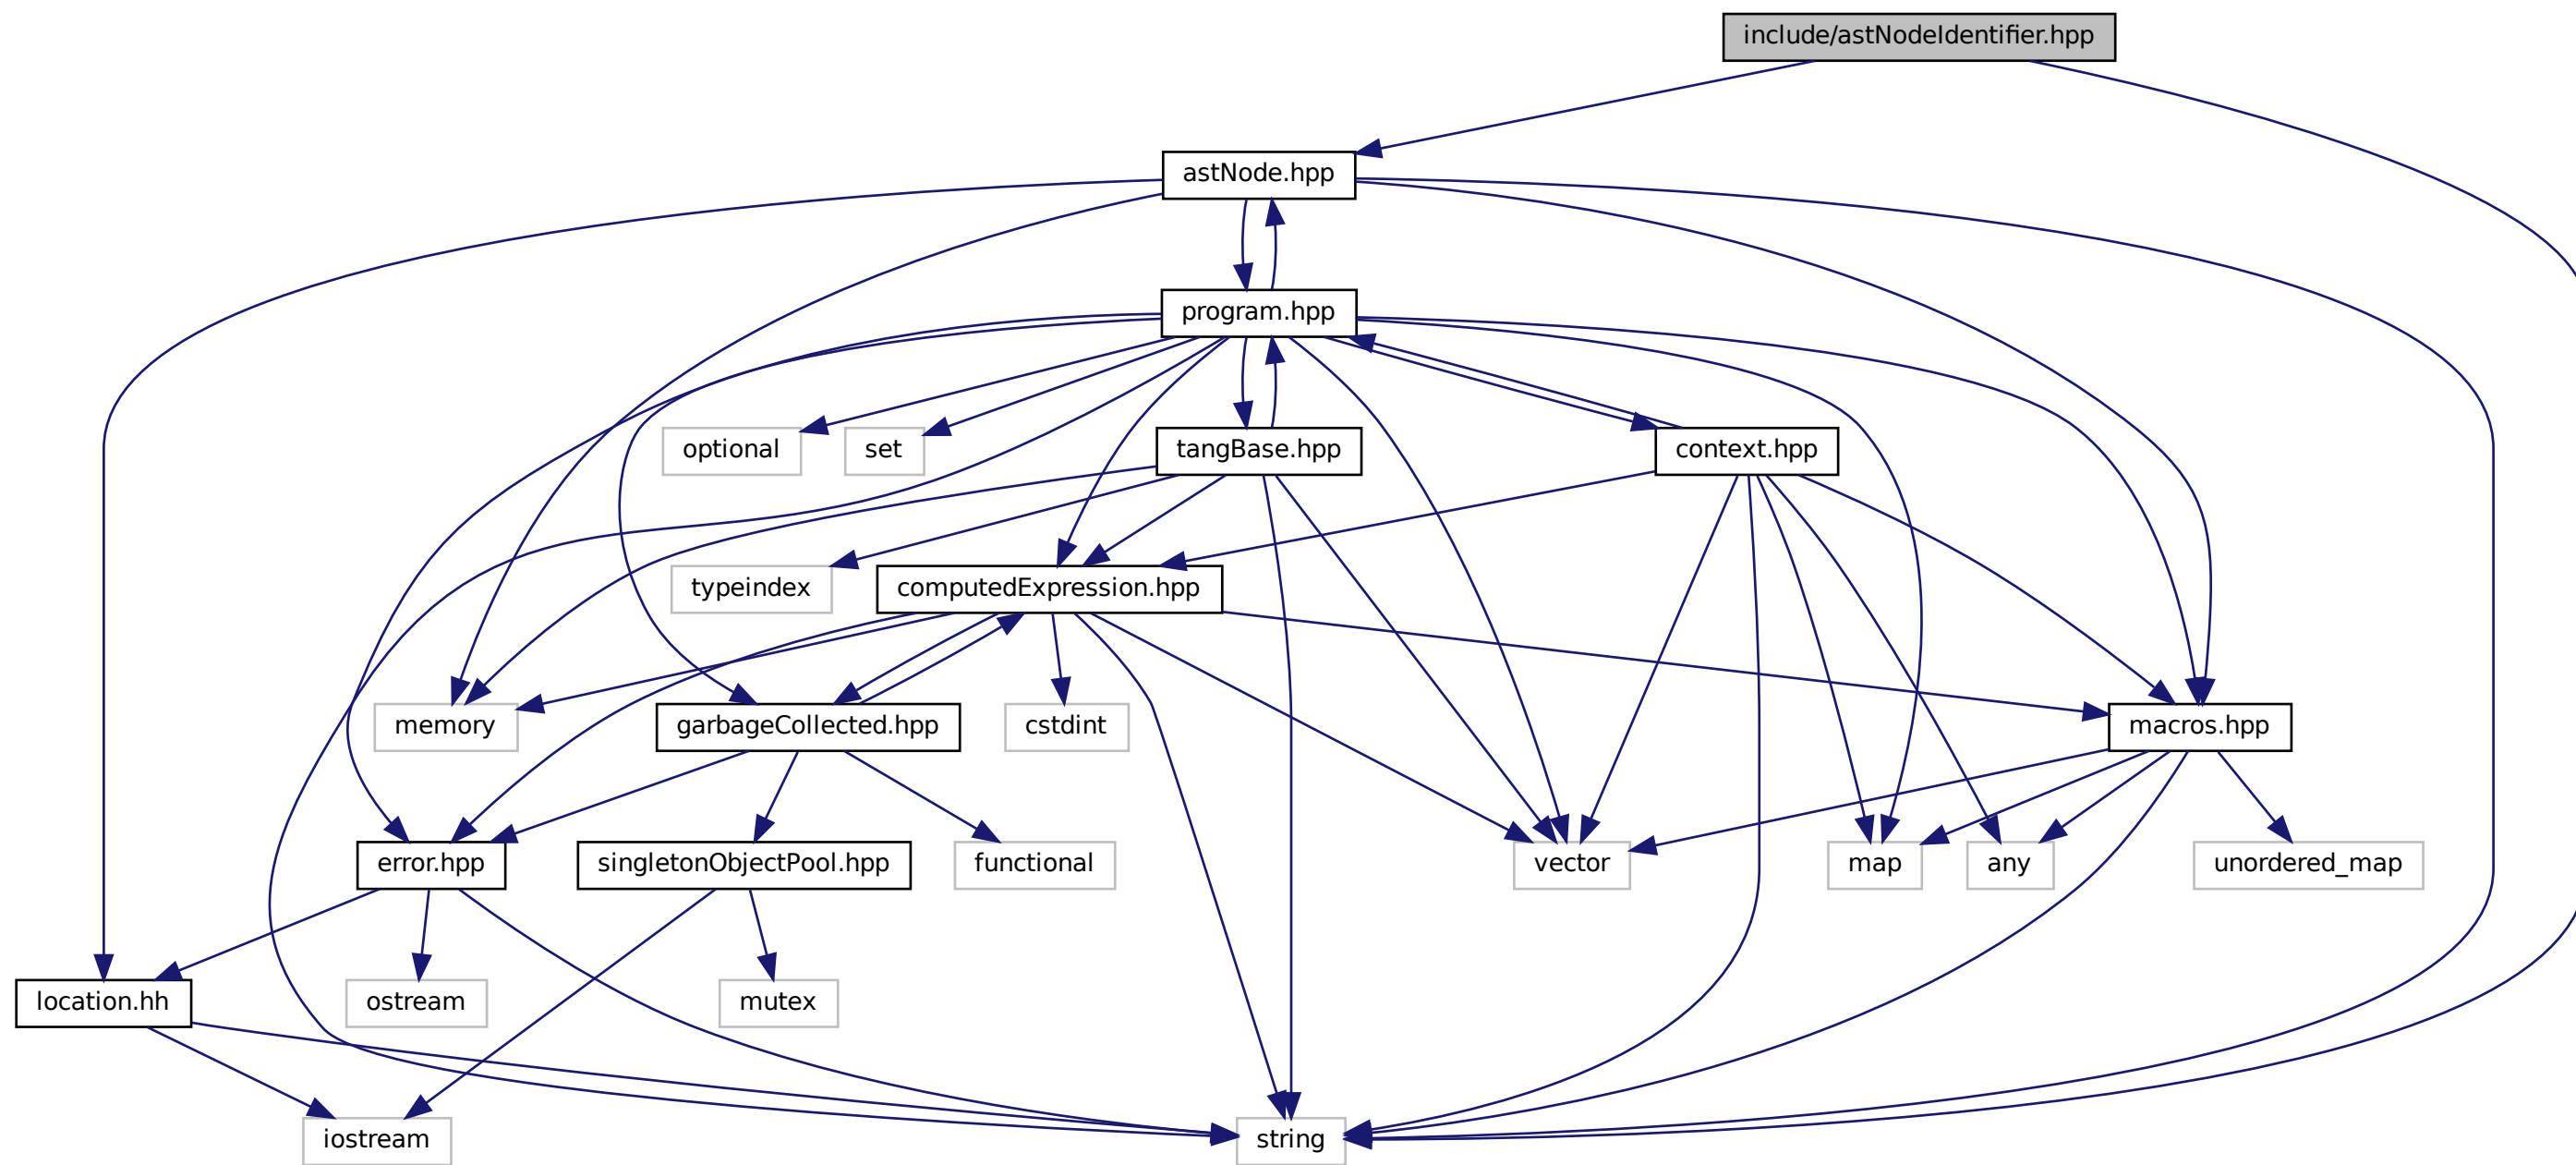 include/astNodeIdentifier.hpp
astNode.hpp
program.hpp
optional
set
tangBase.hpp
context.hpp
typeindex
computedExpression.hpp
memory
garbageCollected.hpp
cstdint
macros.hpp
error.hpp
singletonObjectPool.hpp
functional
vector
map
any
unordered_map
location.hh
ostream
mutex
iostream
string